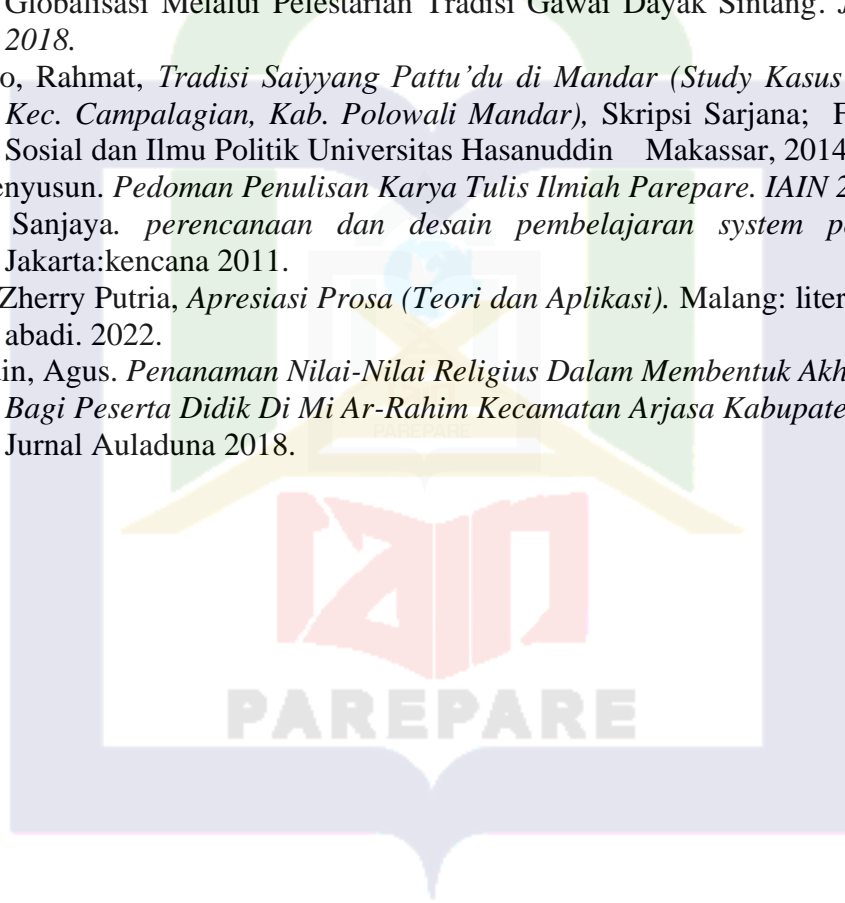 Globalisasi Melalui Pelestarian Tradisi Gawai Dayak Sintang. J
2018.
o, Rahmat, Tradisi Saiyyang Pattu’du di Mandar (Study Kasus
Kec. Campalagian, Kab. Polowali Mandar), Skripsi Sarjana; F
Sosial dan Ilmu Politik Universitas Hasanuddin Makassar, 2014
enyusun. Pedoman Penulisan Karya Tulis Ilmiah Parepare. IAIN 2
Sanjaya. perencanaan dan desain pembelajaran system pe
Jakarta:kencana 2011.
Zherry Putria, Apresiasi Prosa (Teori dan Aplikasi). Malang: liter
abadi. 2022.
in, Agus. Penanaman Nilai-Nilai Religius Dalam Membentuk Akh
Bagi Peserta Didik Di Mi Ar-Rahim Kecamatan Arjasa Kabupate
PAREPARE
Jurnal Auladuna 2018.
iain
PAREPARE